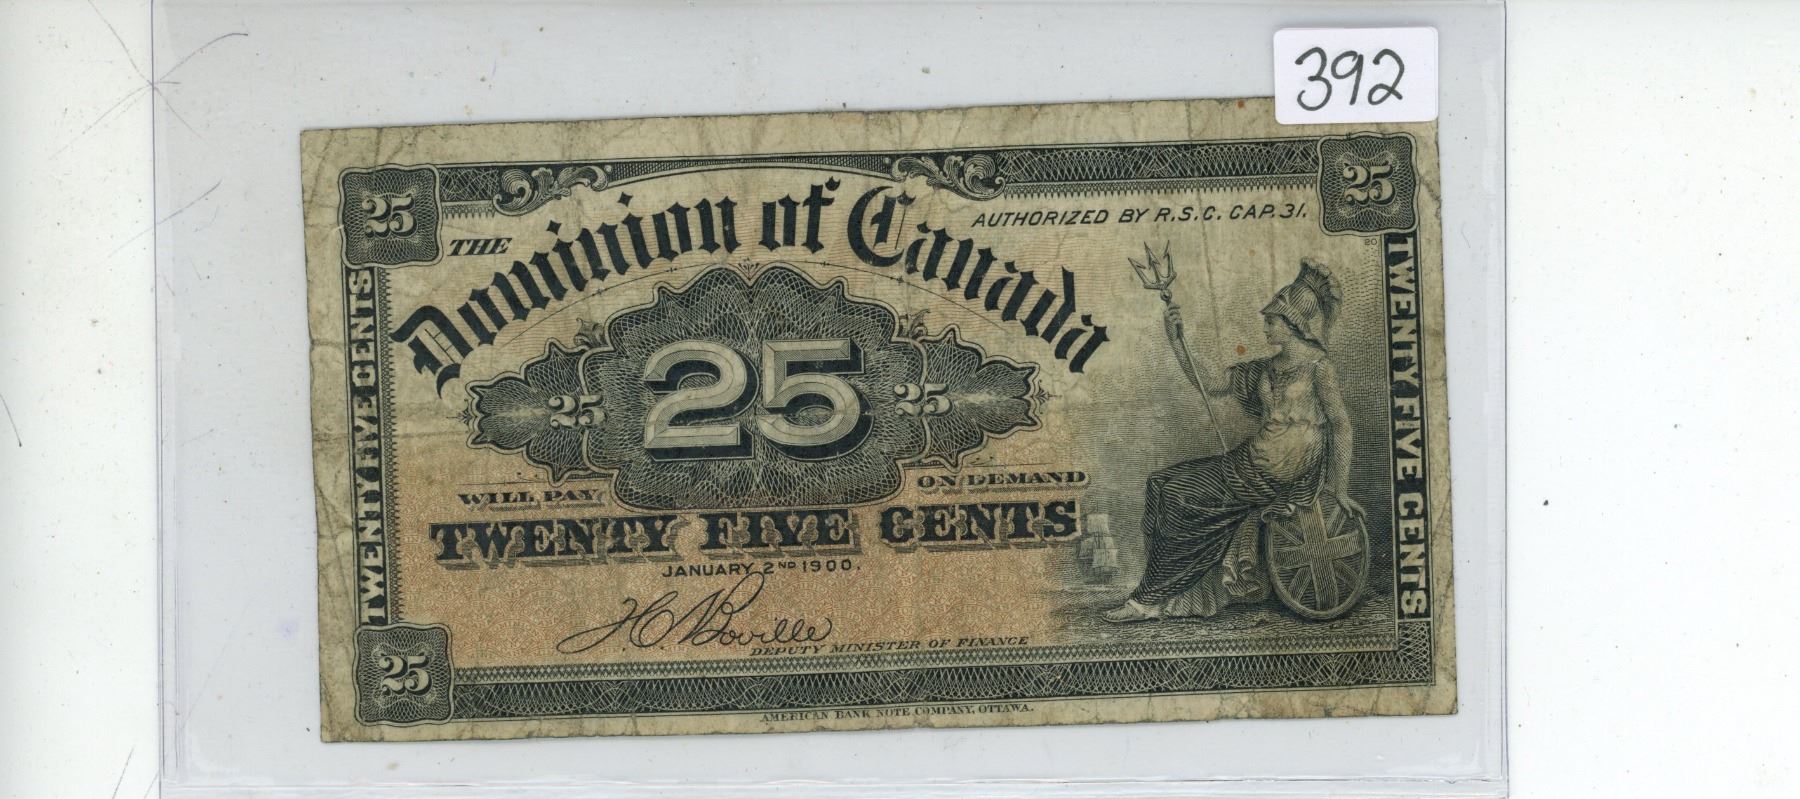 392
25
25
AUTHORIZED BY R.S.C. CAP. 31.
THE
Dominion of Canada
20
TWENTY FIVE CENTS
25
25
25
TWENTY FIVE CENTS
WILL PAY
ON DEMAND
TWENTY FIVE CENTS
JANUARY 2ND 1900.
J.C. Boville
DEPUTY MINISTER OF FINANCE
25
AMERICAN BANK NOTE COMPANY, OTTAWA.